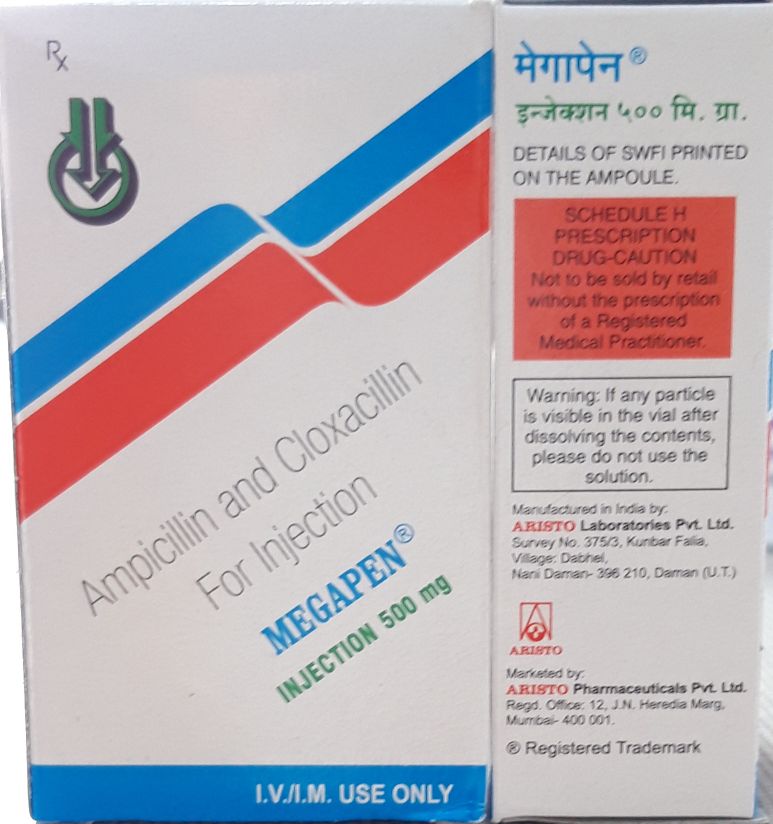 Rx
Ampicillin and Cloxacillin
For Injection
MEGAPEN®
INJECTION 500 mg
I.V./I.M. USE ONLY
मेगापेन®
इन्जेक्शन ५०० मि. ग्रा.
DETAILS OF SWFI PRINTED
ON THE AMPOULE.
SCHEDULE H
PRESCRIPTION
DRUG-CAUTION
Not to be sold by retail
without the prescription
of a Registered
Medical Practitioner.
Warning: If any particle
is visible in the vial after
dissolving the contents,
please do not use the
solution.
Manufactured in India by:
ARISTO Laboratories Pvt. Ltd.
Survey No. 375/3, Kunbar Falia,
Village: Dabhel,
Nani Daman- 396 210, Daman (U.T.)
ARISTO
Marketed by:
ARISTO Pharmaceuticals Pvt. Ltd.
Regd. Office: 12, J.N. Heredia Marg,
Mumbai- 400 001.
® Registered Trademark